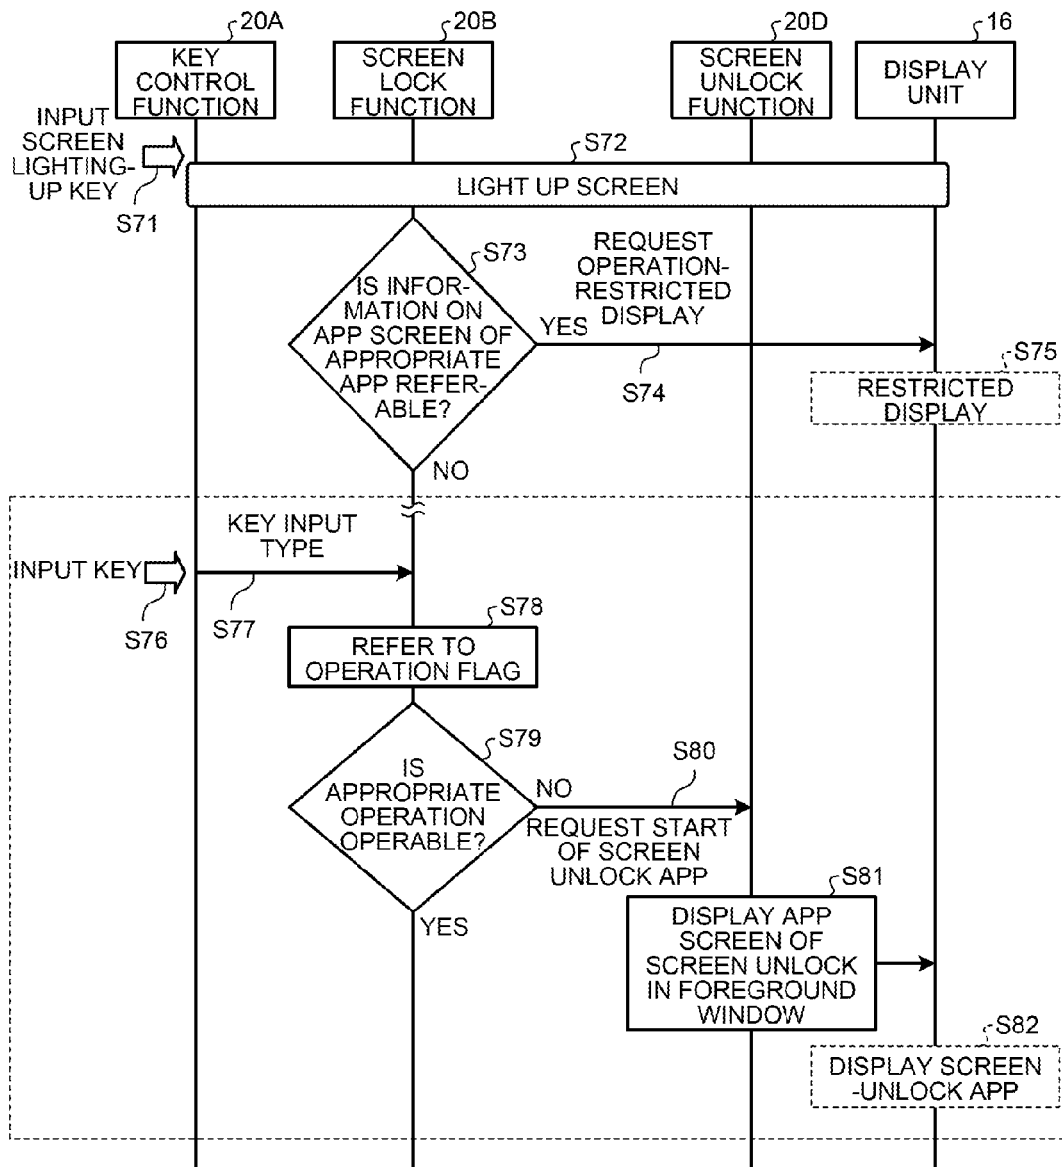 20A
20B
20D
16
KEY
CONTROL
FUNCTION
SCREEN
LOCK
FUNCTION
SCREEN
UNLOCK
FUNCTION
DISPLAY
UNIT
INPUT
SCREEN
LIGHTING-
UP KEY
S71
S72
LIGHT UP SCREEN
S73
IS INFOR-
MATION ON
APP SCREEN OF
APPROPRIATE
APP REFER-
ABLE?
YES
REQUEST
OPERATION-
RESTRICTED
DISPLAY
S74
S75
RESTRICTED
DISPLAY
NO
INPUT KEY
S76
KEY INPUT
TYPE
S77
S78
REFER TO
OPERATION FLAG
S79
IS
APPROPRIATE
OPERATION
OPERABLE?
NO
S80
REQUEST START
OF SCREEN
UNLOCK APP
YES
S81
DISPLAY APP
SCREEN OF
SCREEN UNLOCK
IN FOREGROUND
WINDOW
S82
DISPLAY SCREEN
-UNLOCK APP